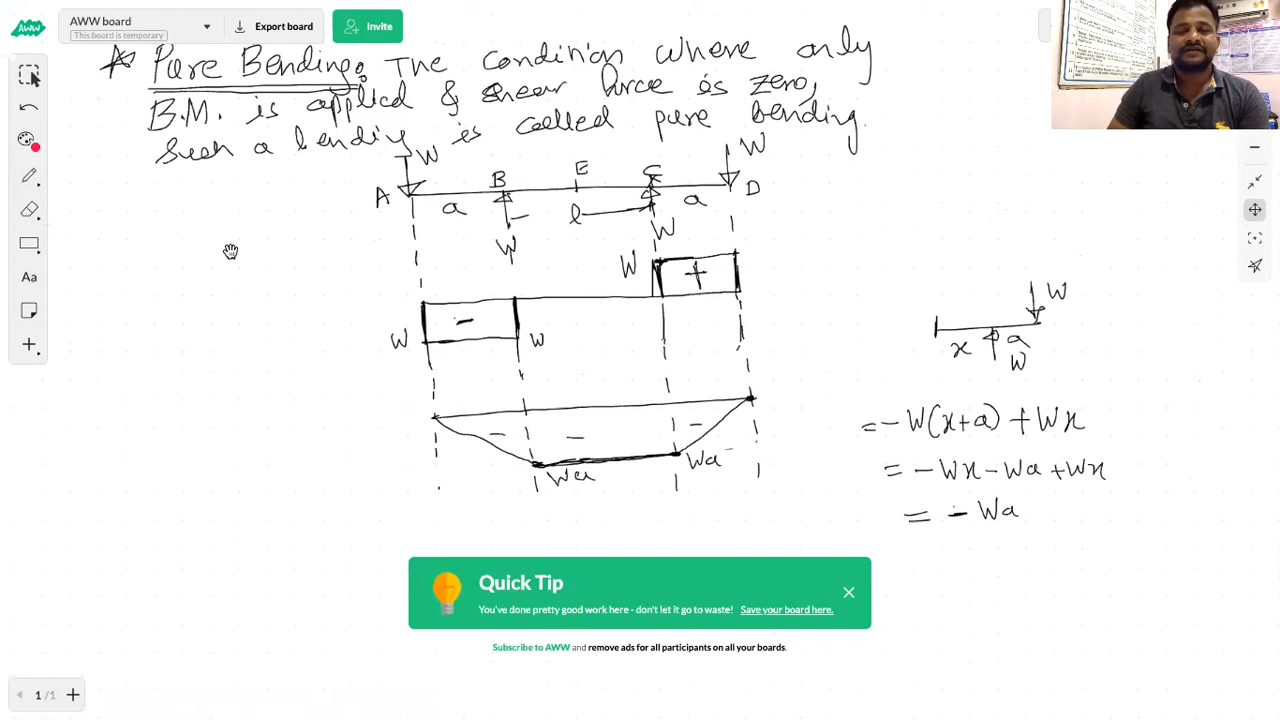 AWW
AWW board
This board is temporary
Export board
Invite
Pure Bending: The condition where only
B.M. is applied & shear force is zero,
Such a bending is called pure bending.
W
W
A
B
E
C
D
a
l
a
W
W
W
+
-
W
W
W
x
a
W
- - -
Wa
Wa
= - W(x+a) + Wx
= - Wx - Wa + Wx
= - Wa
Aa
Quick Tip
You've done pretty good work here - don't let it go to waste! Save your board here.
Subscribe to AWW and remove ads for all participants on all your boards.
1 / 1